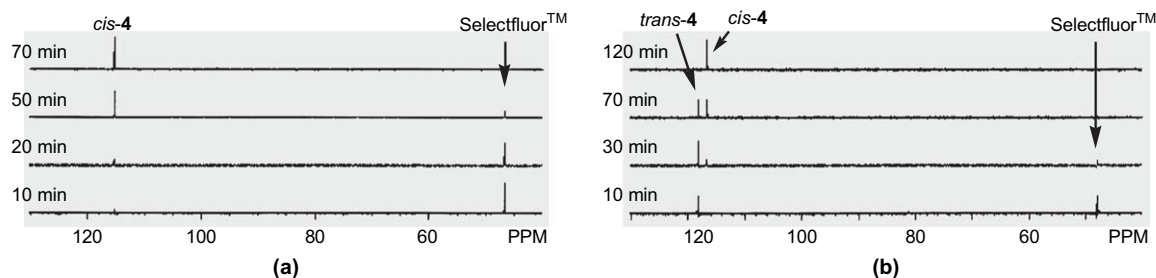 cis-4
Selectfluor™
70 min
50 min
20 min
10 min
120 100 80 60 PPM
(a)
trans-4
cis-4
Selectfluor™
120 min
70 min
30 min
10 min
120 100 80 60 PPM
(b)